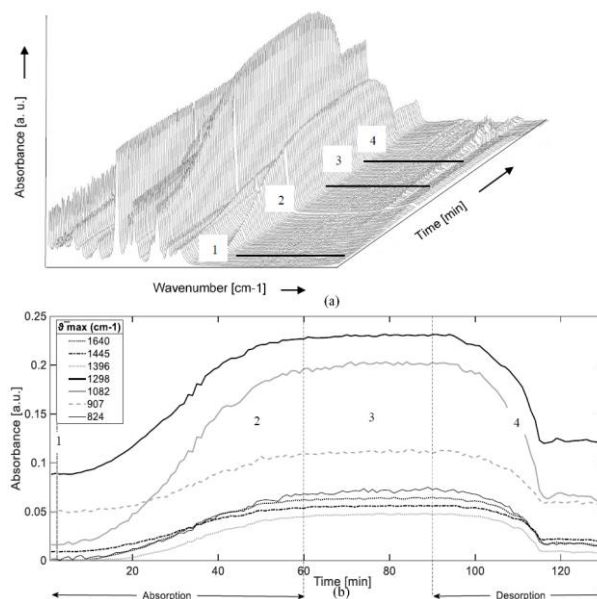 Absorbance [a. u.]
4
3
2
1
Time [min]
Wavenumber [cm-1]
(a)
0.25
0.2
0.15
0.1
0.05
0
Absorbance [a.u.]
ϑ max (cm-1)
1640
1445
1396
1298
1082
907
824
1
2
3
4
20
40
60
80
100
120
Time [min]
(b)
Absorption
Desorption